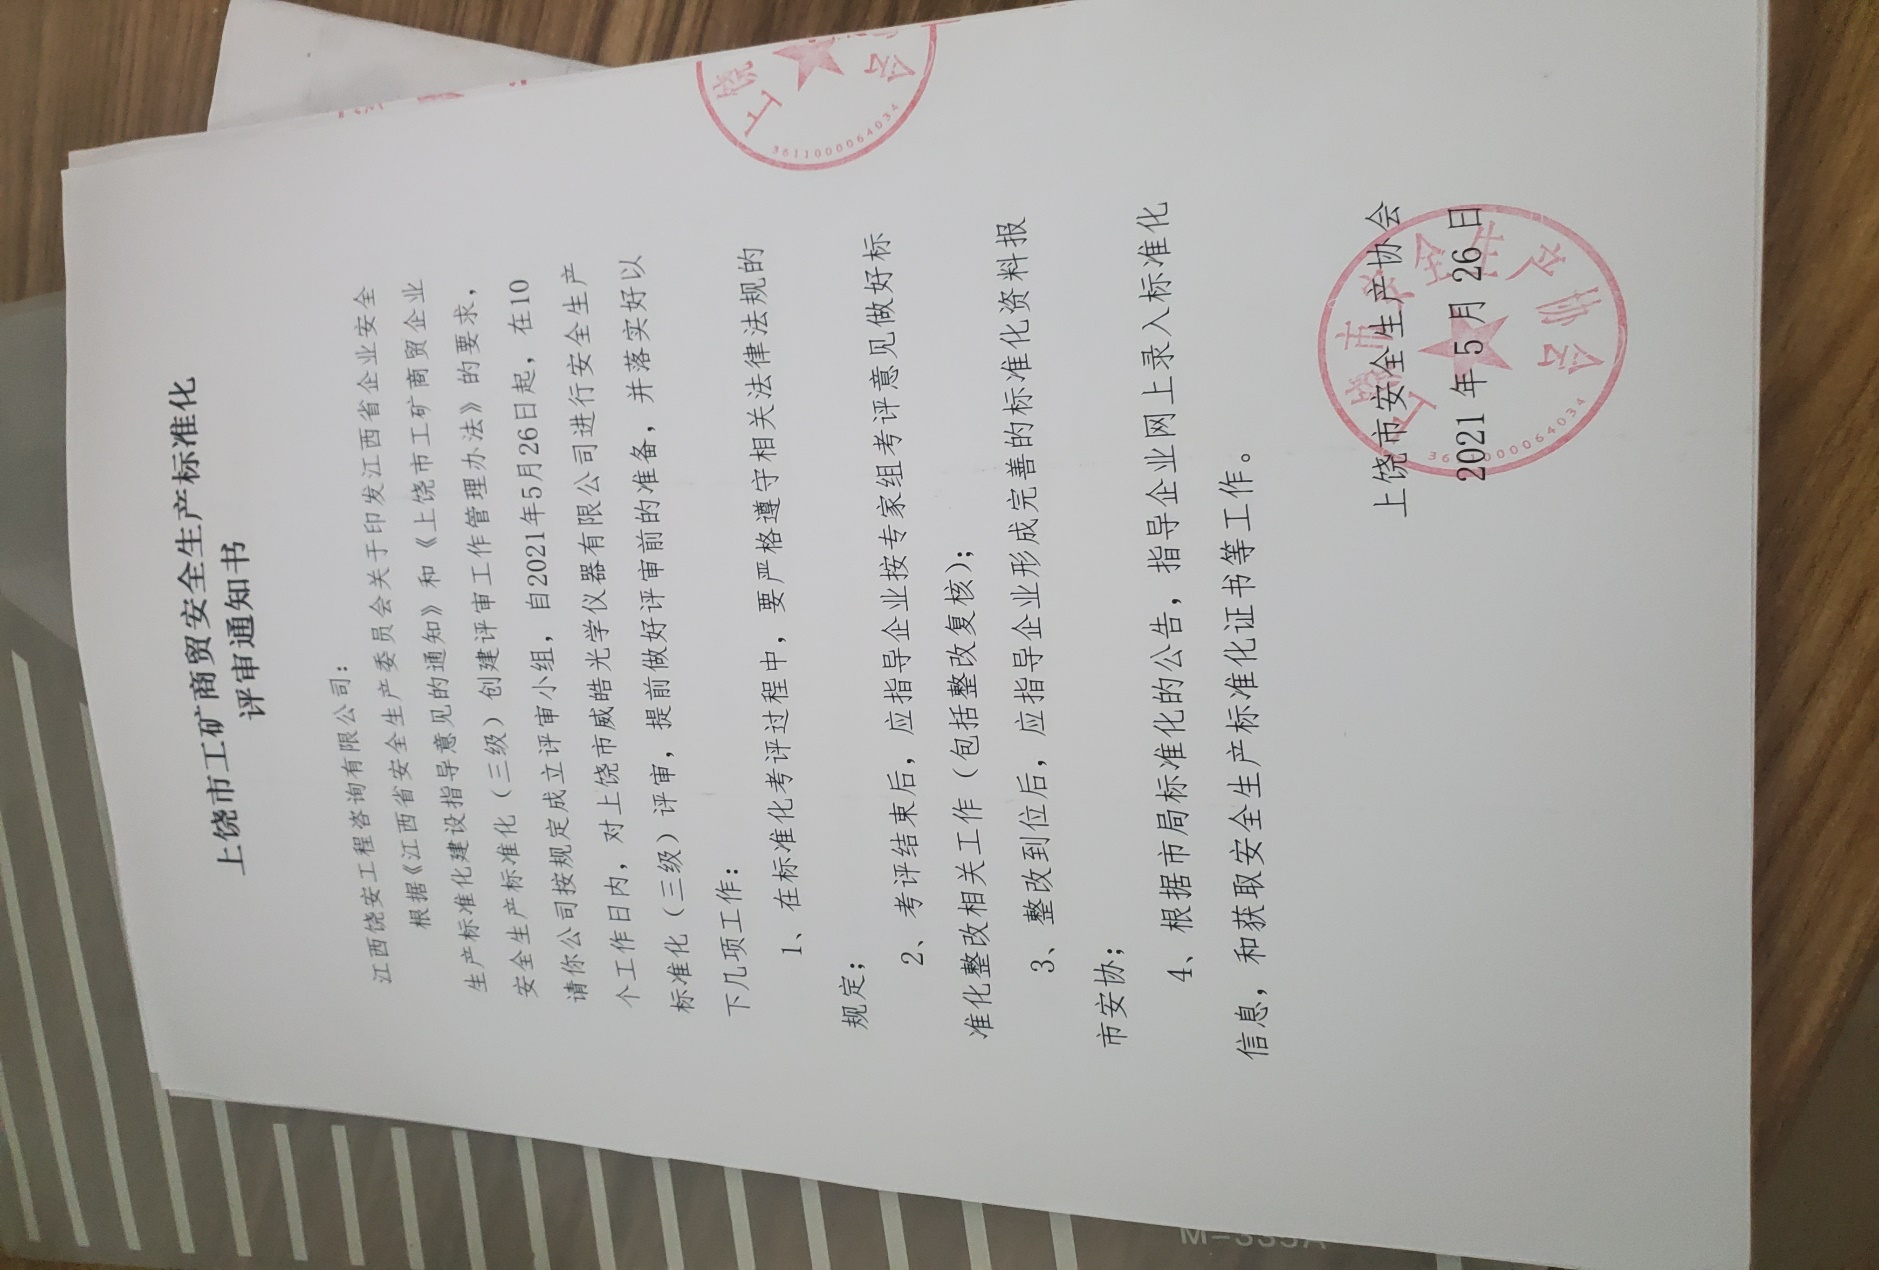 上饶市工矿商贸安全生产标准化
评审通知书
江西饶安工程咨询有限公司：
根据《江西省安全生产委员会关于印发江西省企业安全
生产标准化建设指导意见的通知》和《上饶市工矿商贸企业
安全生产标准化（三级）创建评审工作管理办法》的要求，
请你公司按规定成立评审小组，自2021年5月26日起，在10
个工作日内，对上饶市威皓光学仪器有限公司进行安全生产
标准化（三级）评审，提前做好评审前的准备，并落实好以
下几项工作：
1、在标准化考评过程中，要严格遵守相关法律法规的
规定；
2、考评结束后，应指导企业按专家组考评意见做好标
准化整改相关工作（包括整改复核）；
3、整改到位后，应指导企业形成完善的标准化资料报
市安协；
4、根据市局标准化的公告，指导企业网上录入标准化
信息，和获取安全生产标准化证书等工作。
上饶市安全生产协会
2021年5月26日
上饶
会
3611000064034
上饶市安全生产协会
3611000064034